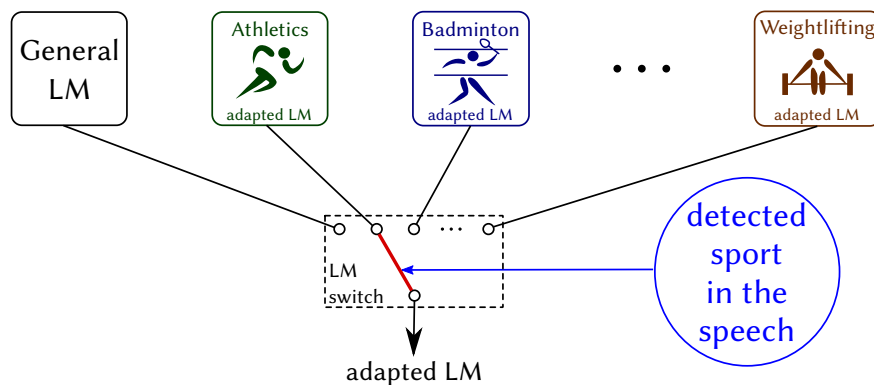 General
LM
Athletics
adapted LM
Badminton
adapted LM
• • •
Weightlifting
adapted LM
...
LM
switch
detected
sport
in the
speech
adapted LM